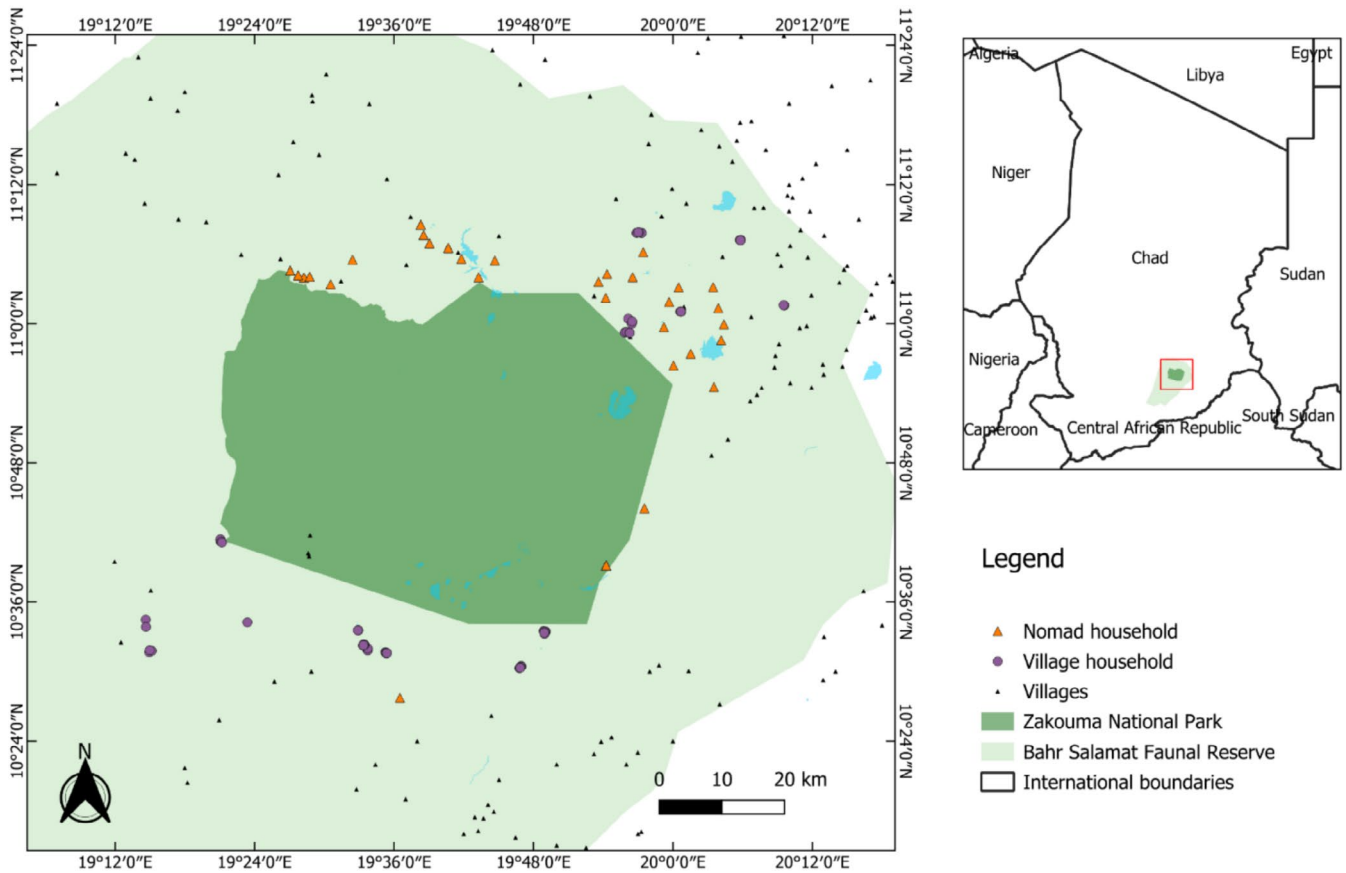 19°12′0″E 19°24′0″E 19°36′0″E 19°48′0″E 20°0′0″E 20°12′0″E
11°24′0″N 11°24′0″N
11°12′0″N 11°12′0″N
11°0′0″N 11°0′0″N
10°48′0″N 10°48′0″N
10°36′0″N 10°36′0″N
10°24′0″N 10°24′0″N
N
0 10 20 km
19°12′0″E 19°24′0″E 19°36′0″E 19°48′0″E 20°0′0″E 20°12′0″E
Algeria
Libya
Egypt
Niger
Chad
Sudan
Nigeria
Cameroon
Central African Republic
South Sudan
Legend
Nomad household
Village household
Villages
Zakouma National Park
Bahr Salamat Faunal Reserve
International boundaries